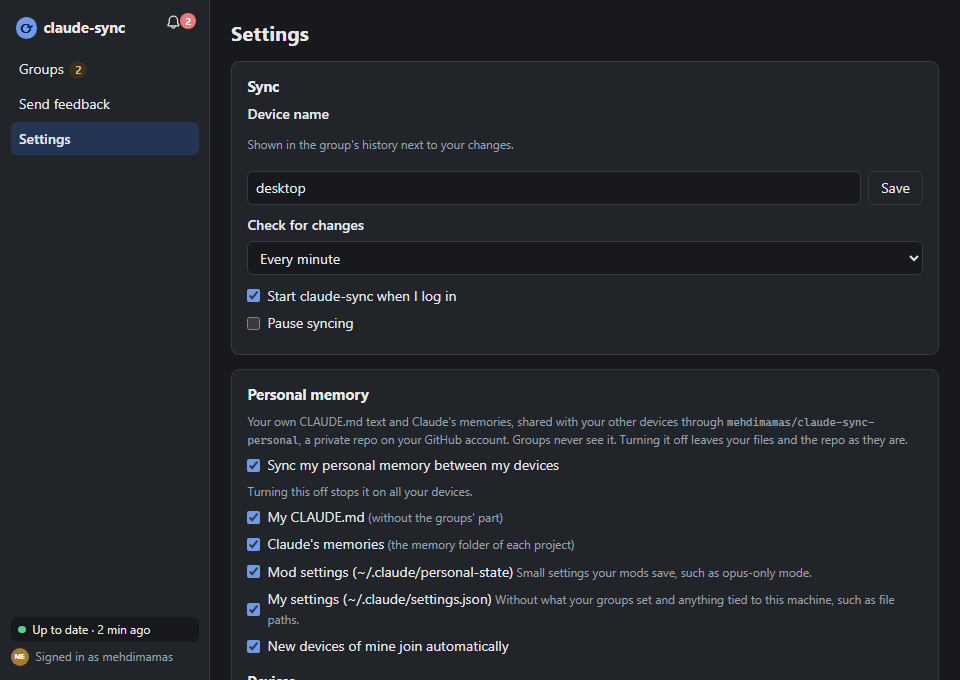 claude-sync
2
Groups 2
Send feedback
Settings
Up to date · 2 min ago
ME Signed in as mehdimamas
Settings
Sync
Device name
Shown in the group's history next to your changes.
desktop
Save
Check for changes
Every minute
Start claude-sync when I log in
Pause syncing
Personal memory
Your own CLAUDE.md text and Claude's memories, shared with your other devices through mehdimamas/claude-sync-
personal, a private repo on your GitHub account. Groups never see it. Turning it off leaves your files and the repo as they are.
Sync my personal memory between my devices
Turning this off stops it on all your devices.
My CLAUDE.md (without the groups' part)
Claude's memories (the memory folder of each project)
Mod settings (~/.claude/personal-state) Small settings your mods save, such as opus-only mode.
My settings (~/.claude/settings.json) Without what your groups set and anything tied to this machine, such as file
paths.
New devices of mine join automatically
Devices